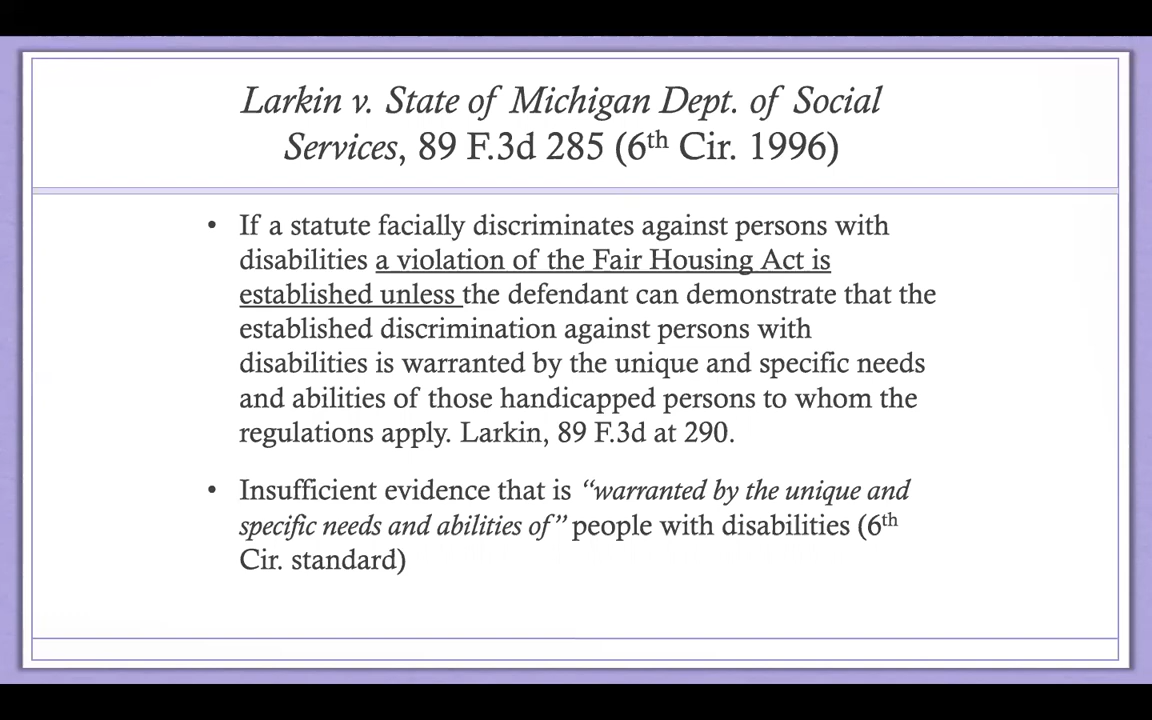 Larkin v. State of Michigan Dept. of Social
Services, 89 F.3d 285 (6th Cir. 1996)
• If a statute facially discriminates against persons with
disabilities a violation of the Fair Housing Act is
established unless the defendant can demonstrate that the
established discrimination against persons with
disabilities is warranted by the unique and specific needs
and abilities of those handicapped persons to whom the
regulations apply. Larkin, 89 F.3d at 290.
• Insufficient evidence that is “warranted by the unique and
specific needs and abilities of” people with disabilities (6th
Cir. standard)